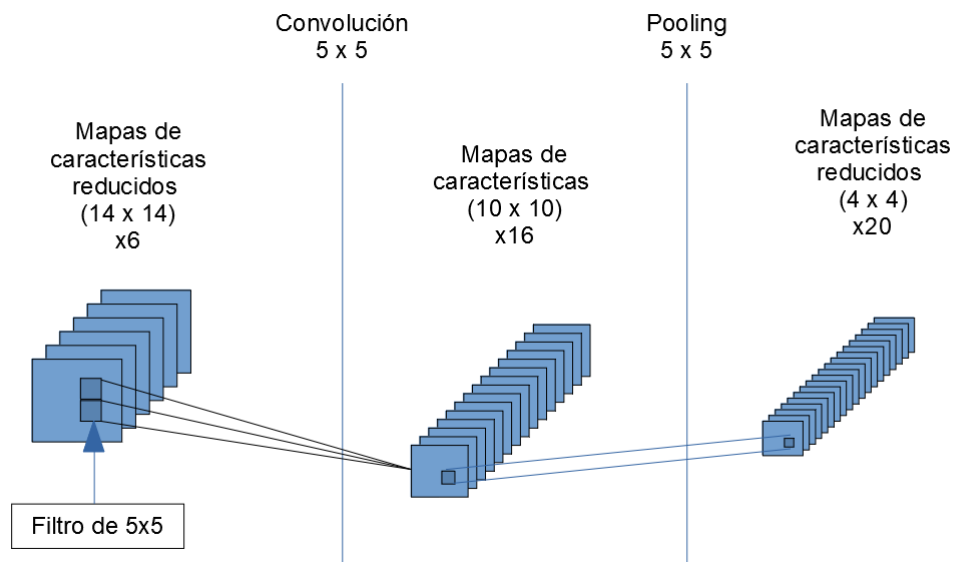 Convolución
5 x 5
Pooling
5 x 5
Mapas de
características
reducidos
(14 x 14)
x6
Mapas de
características
(10 x 10)
x16
Mapas de
características
reducidos
(4 x 4)
x20
Filtro de 5x5